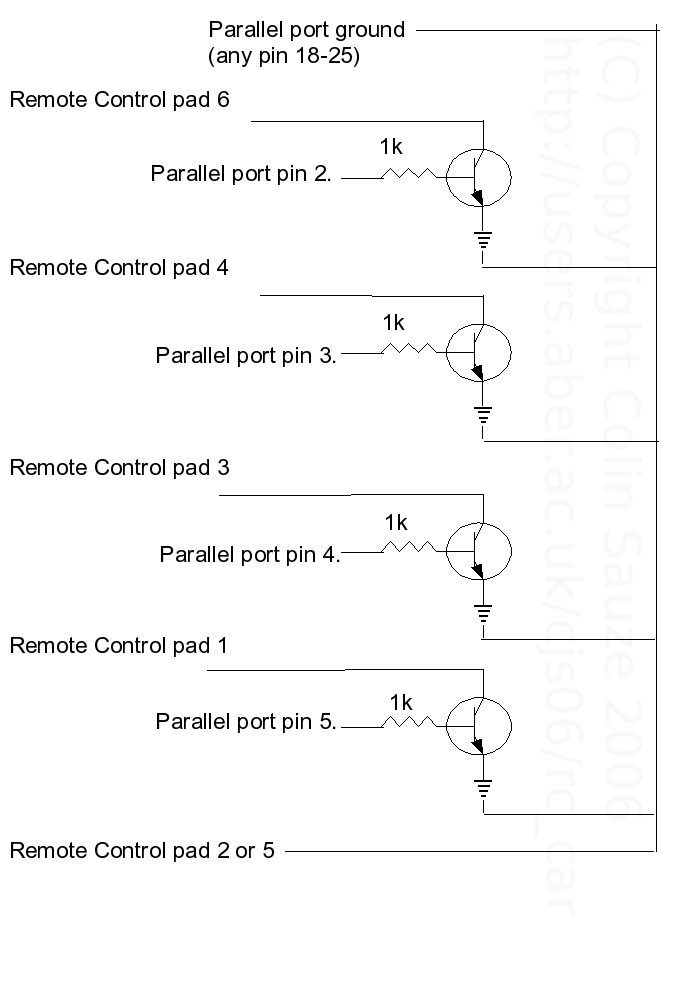 Parallel port ground
(any pin 18-25)
Remote Control pad 6
1k
Parallel port pin 2.
Remote Control pad 4
1k
Parallel port pin 3.
Remote Control pad 3
1k
Parallel port pin 4.
Remote Control pad 1
1k
Parallel port pin 5.
Remote Control pad 2 or 5
(C) Copyright Colin Sauze 2006
http://users.aber.ac.uk/cjs06/rc_car